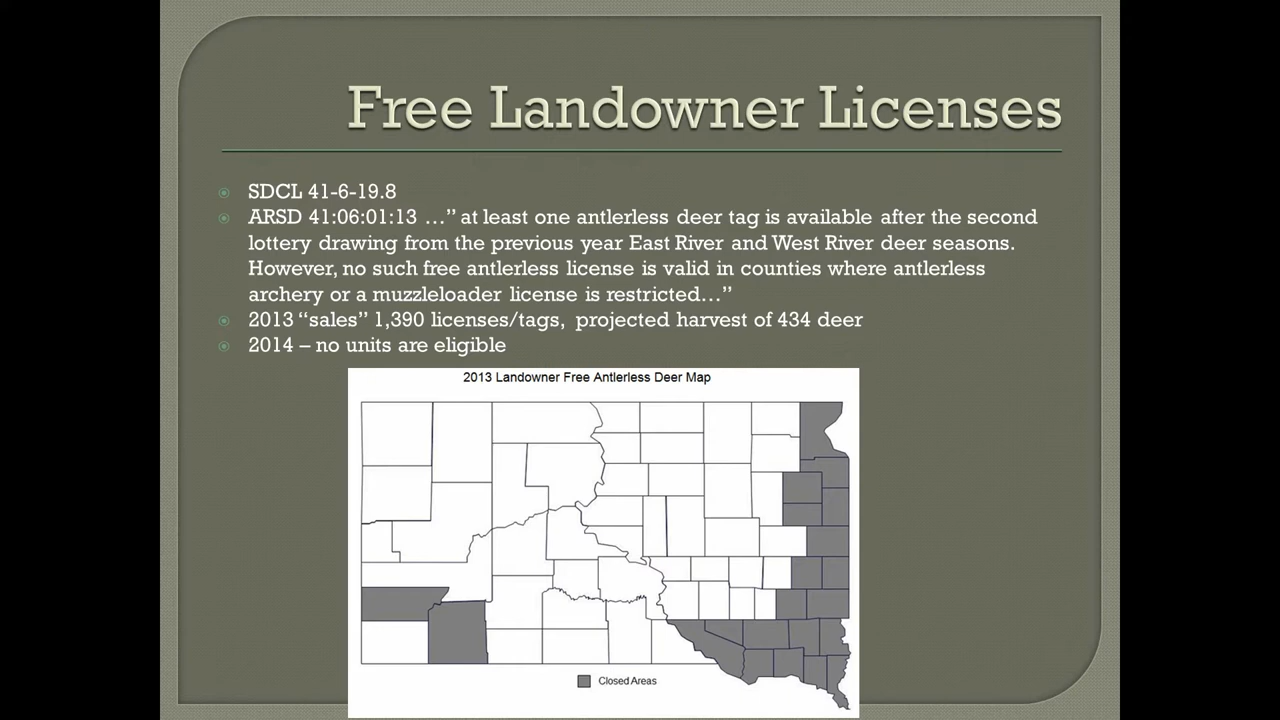 Free Landowner Licenses
SDCL 41-6-19.8
ARSD 41:06:01:13 …” at least one antlerless deer tag is available after the second
lottery drawing from the previous year East River and West River deer seasons.
However, no such free antlerless license is valid in counties where antlerless
archery or a muzzleloader license is restricted…”
2013 “sales” 1,390 licenses/tags, projected harvest of 434 deer
2014 – no units are eligible
2013 Landowner Free Antlerless Deer Map
Closed Areas